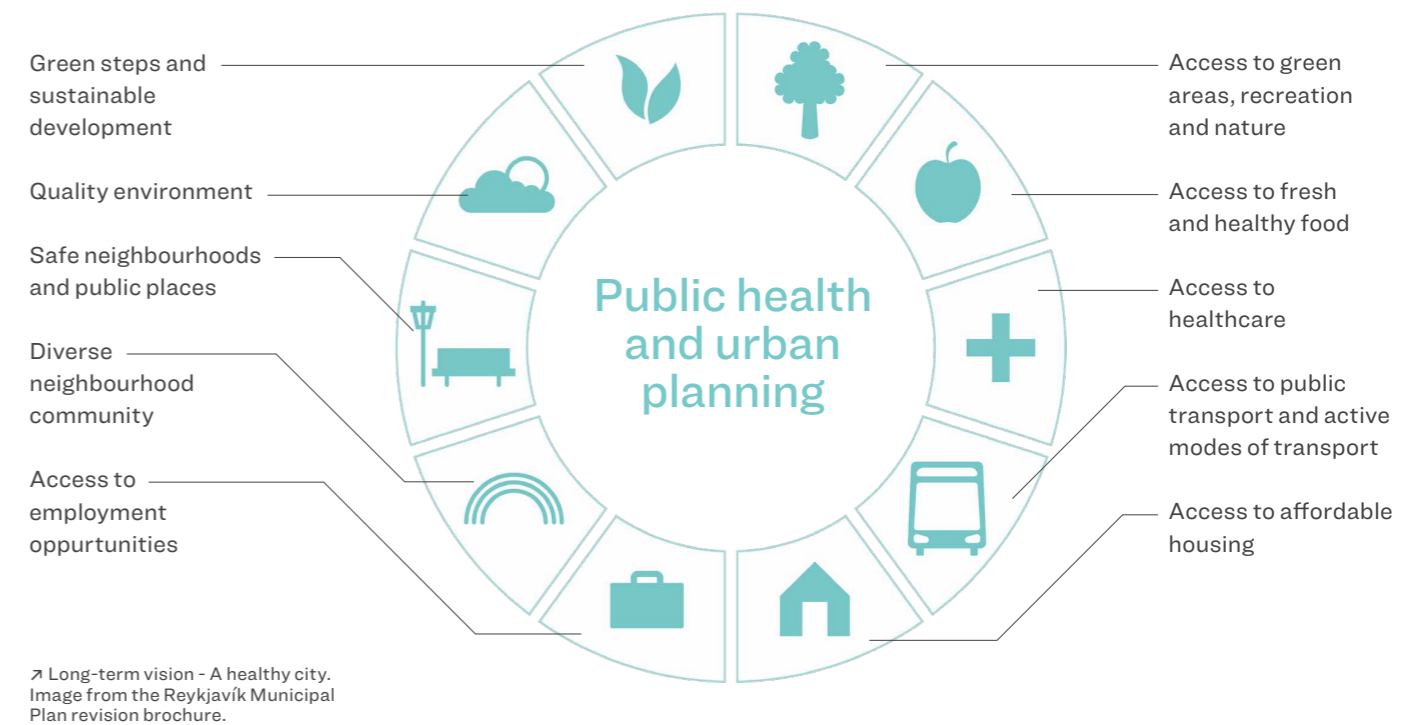 Green steps and
sustainable
development
Quality environment
Safe neighbourhoods
and public places
Diverse
neighbourhood
community
Access to
employment
oppurtunities
Public health
and urban
planning
Access to green
areas, recreation
and nature
Access to fresh
and healthy food
Access to
healthcare
Access to public
transport and active
modes of transport
Access to affordable
housing
↗ Long-term vision - A healthy city.
Image from the Reykjavík Municipal
Plan revision brochure.